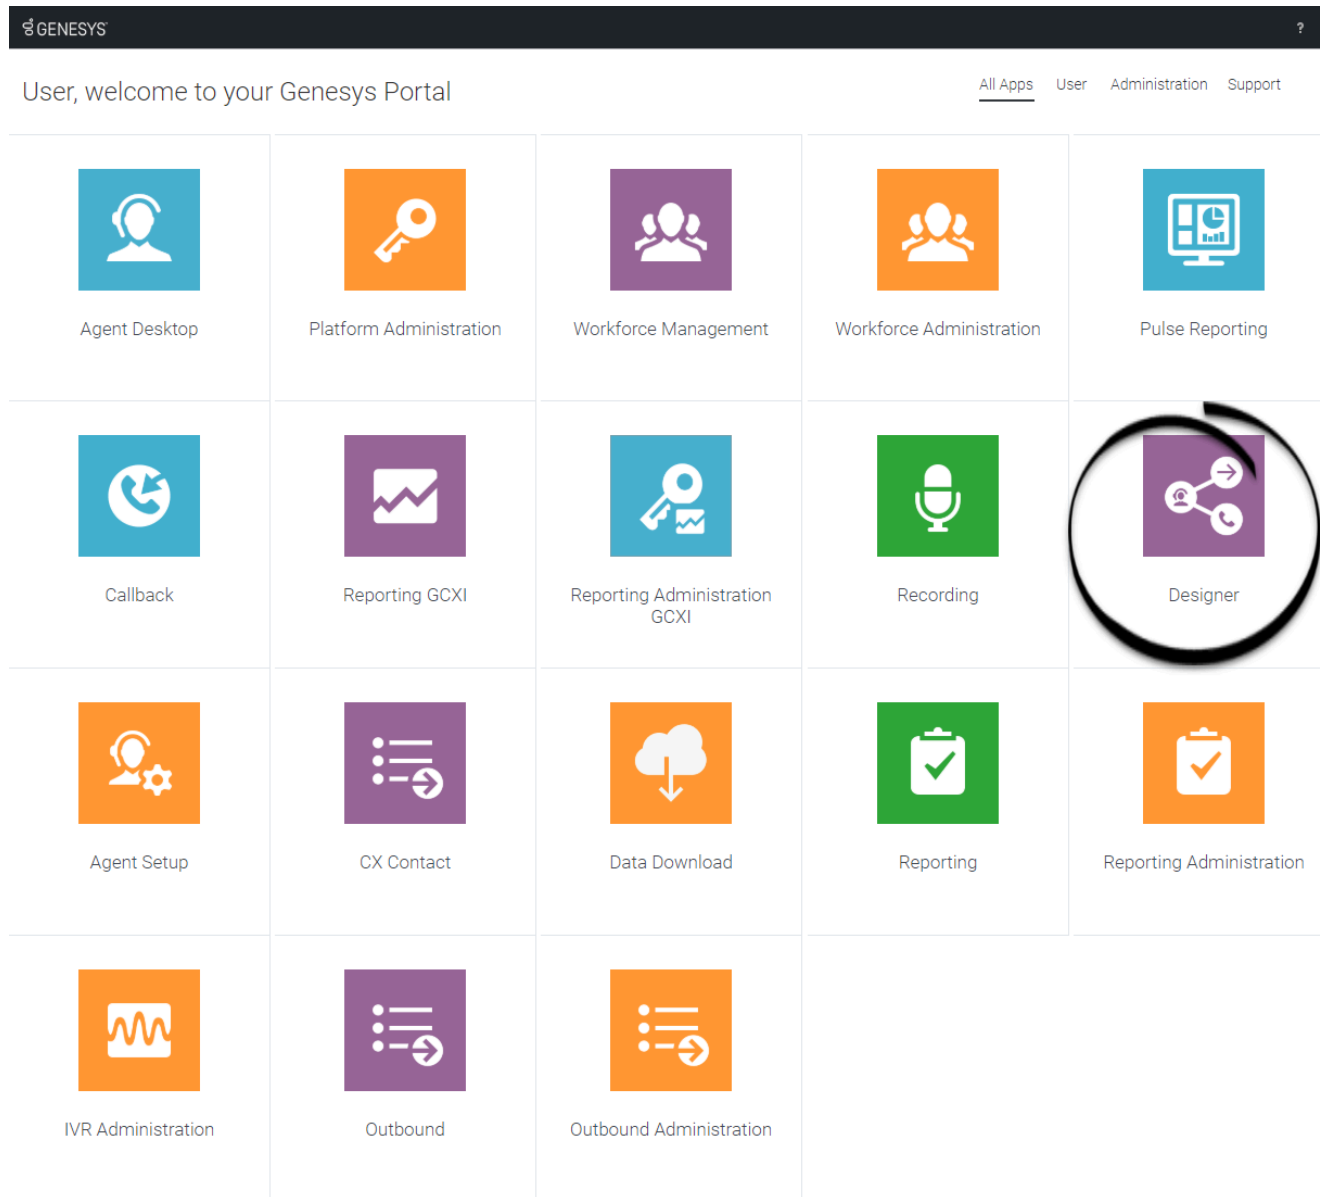 GENESYS
?
User, welcome to your Genesys Portal
All Apps User Administration Support
Agent Desktop
Platform Administration
Workforce Management
Workforce Administration
Pulse Reporting
Callback
Reporting GCXI
Reporting Administration
GCXI
Recording
Designer
Agent Setup
CX Contact
Data Download
Reporting
Reporting Administration
IVR Administration
Outbound
Outbound Administration